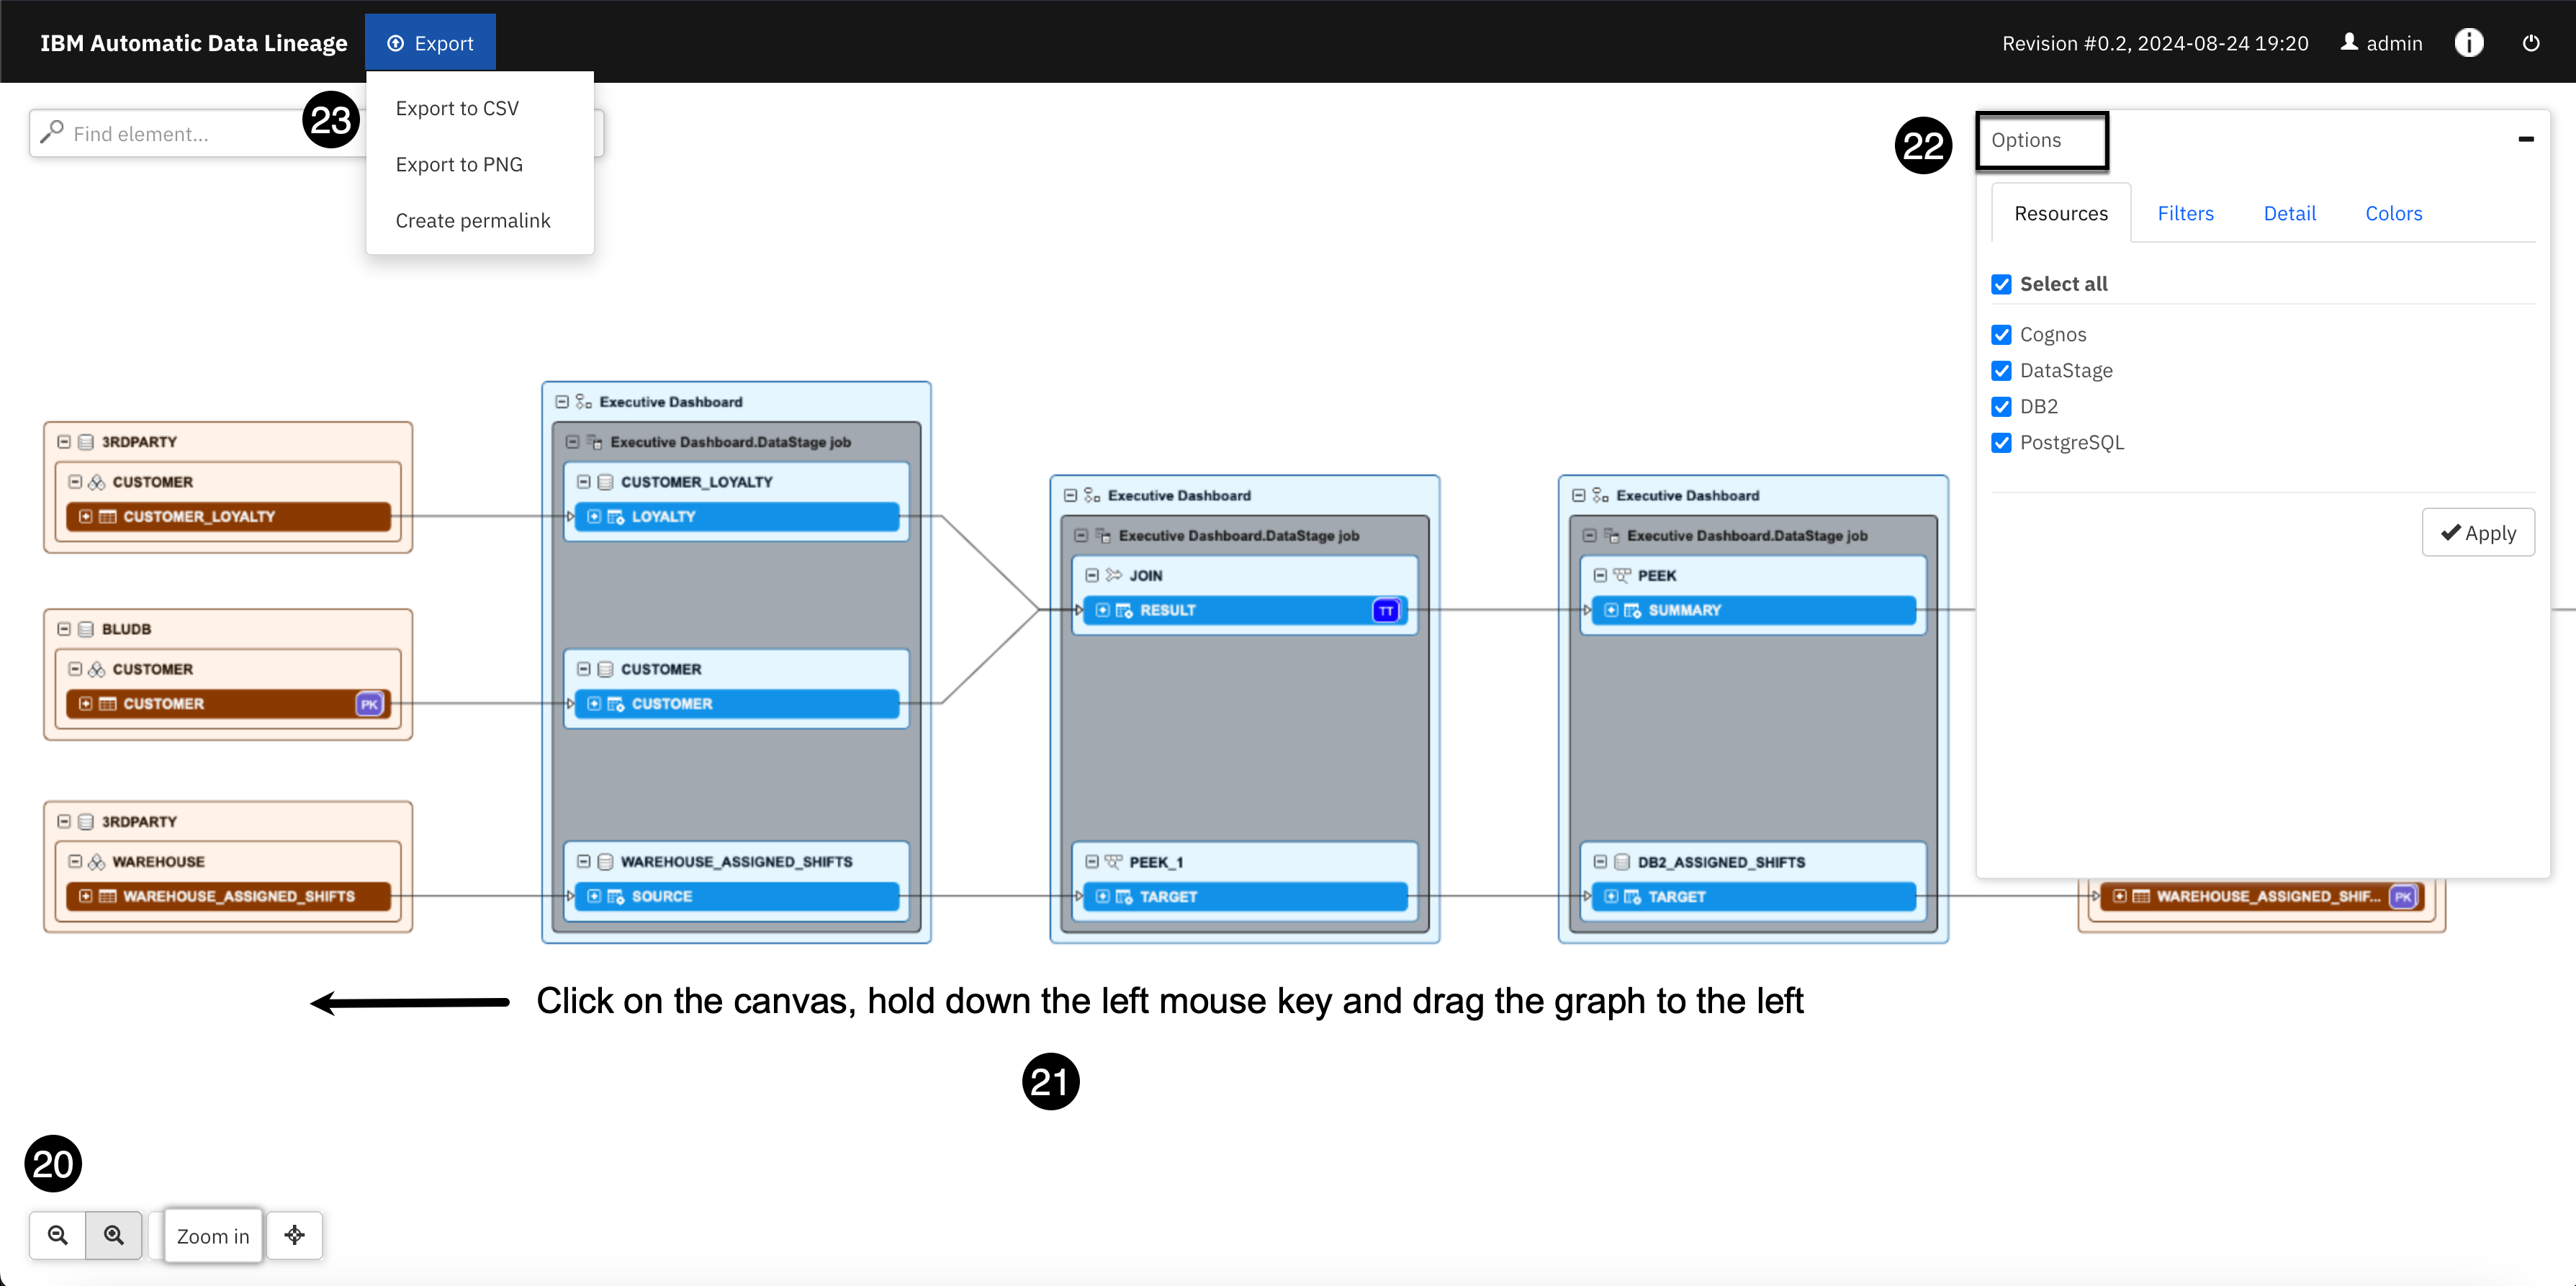 IBM Automatic Data Lineage
Export
Revision #0.2, 2024-08-24 19:20
admin
i
23
Find element...
Export to CSV
Export to PNG
Create permalink
22
Options
Resources
Filters
Detail
Colors
Select all
Cognos
DataStage
DB2
PostgreSQL
Apply
3RDPARTY
CUSTOMER
CUSTOMER_LOYALTY
BLUDB
CUSTOMER
CUSTOMER
PK
3RDPARTY
WAREHOUSE
WAREHOUSE_ASSIGNED_SHIFTS
Executive Dashboard
Executive Dashboard.DataStage job
CUSTOMER_LOYALTY
LOYALTY
CUSTOMER
CUSTOMER
WAREHOUSE_ASSIGNED_SHIFTS
SOURCE
Executive Dashboard
Executive Dashboard.DataStage job
JOIN
RESULT
TT
PEEK_1
TARGET
Executive Dashboard
Executive Dashboard.DataStage job
PEEK
SUMMARY
DB2_ASSIGNED_SHIFTS
TARGET
WAREHOUSE_ASSIGNED_SHIF...
PK
Click on the canvas, hold down the left mouse key and drag the graph to the left
21
20
Zoom in